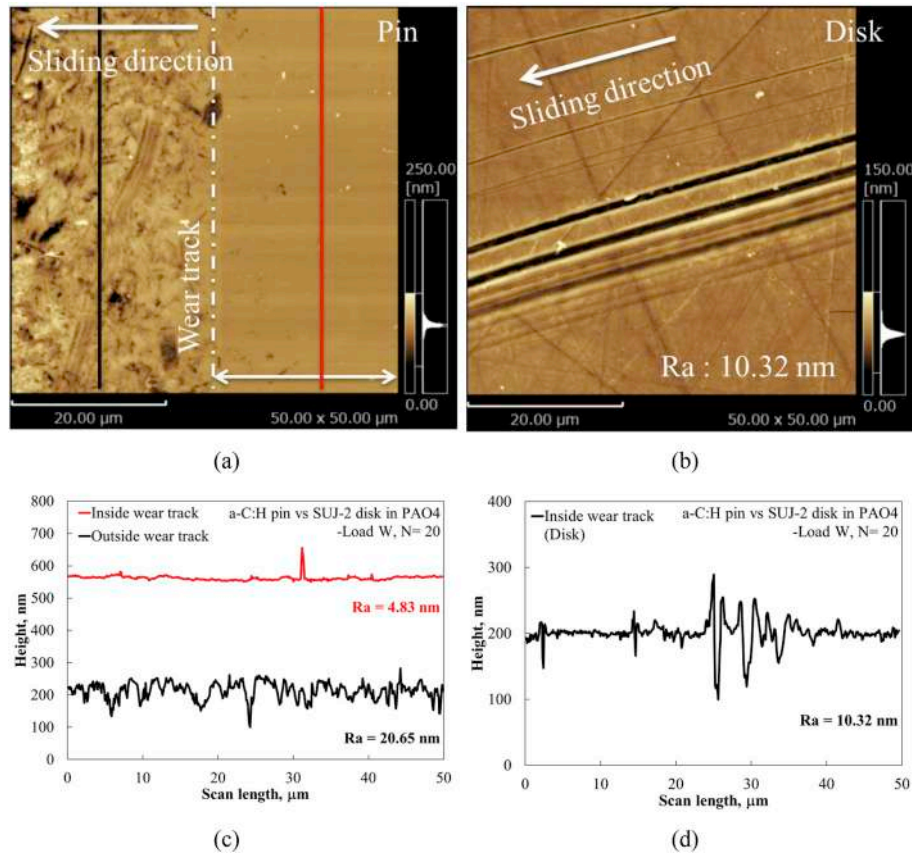 Pin
Sliding direction
Wear track
250.00
[nm]
0.00
20.00 µm
50.00 x 50.00 µm
(a)
Disk
Sliding direction
150.00
[nm]
Ra : 10.32 nm
0.00
20.00 µm
50.00 x 50.00 µm
(b)
800
700
600
500
400
300
200
100
0
Height, nm
Inside wear track
Outside wear track
a-C:H pin vs SUJ-2 disk in PAO4
-Load W, N= 20
Ra = 4.83 nm
Ra = 20.65 nm
0 10 20 30 40 50
Scan length, µm
(c)
400
300
200
100
0
Height, nm
Inside wear track
(Disk)
a-C:H pin vs SUJ-2 disk in PAO4
-Load W, N= 20
Ra = 10.32 nm
0 10 20 30 40 50
Scan length, µm
(d)